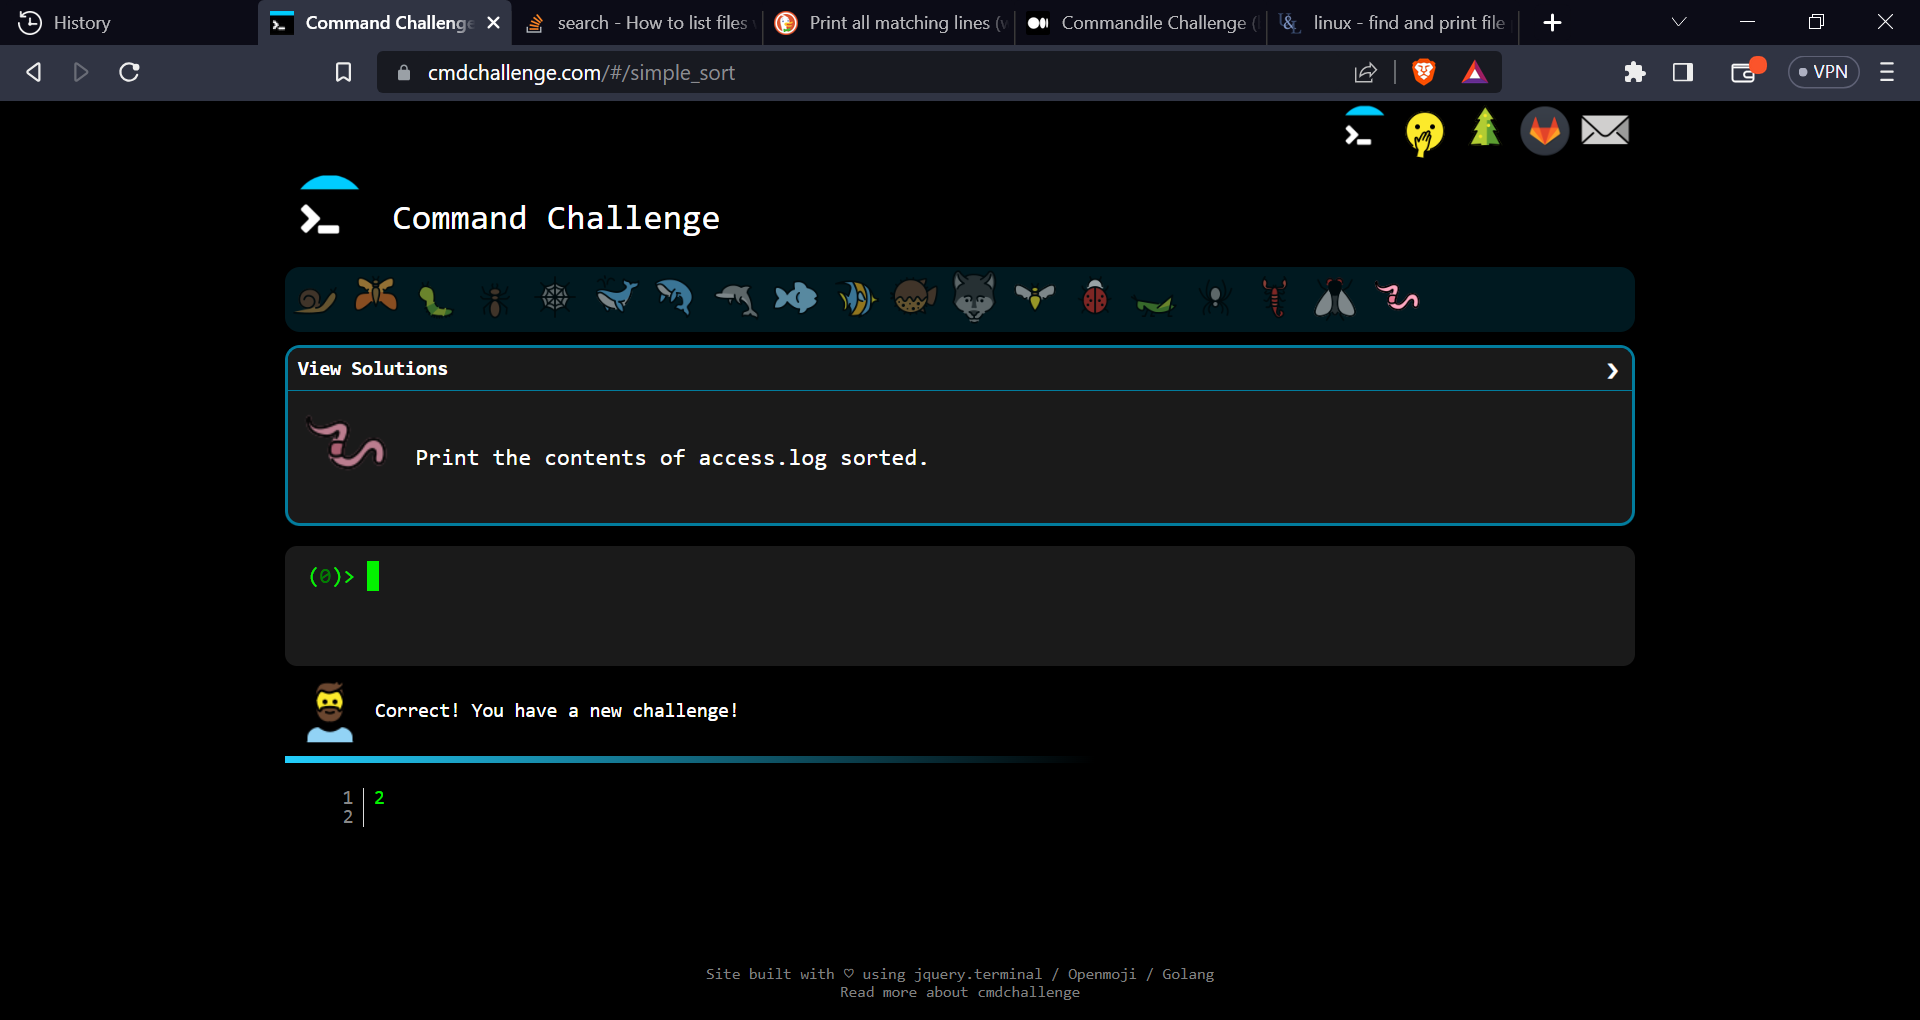 History
Command Challenge
search - How to list files
Print all matching lines (w
Commandile Challenge (
linux - find and print file
cmdchallenge.com/#/simple_sort
VPN
Command Challenge
View Solutions
Print the contents of access.log sorted.
(0)>
Correct! You have a new challenge!
1 2
2
Site built with ♡ using jquery.terminal / Openmoji / Golang
Read more about cmdchallenge